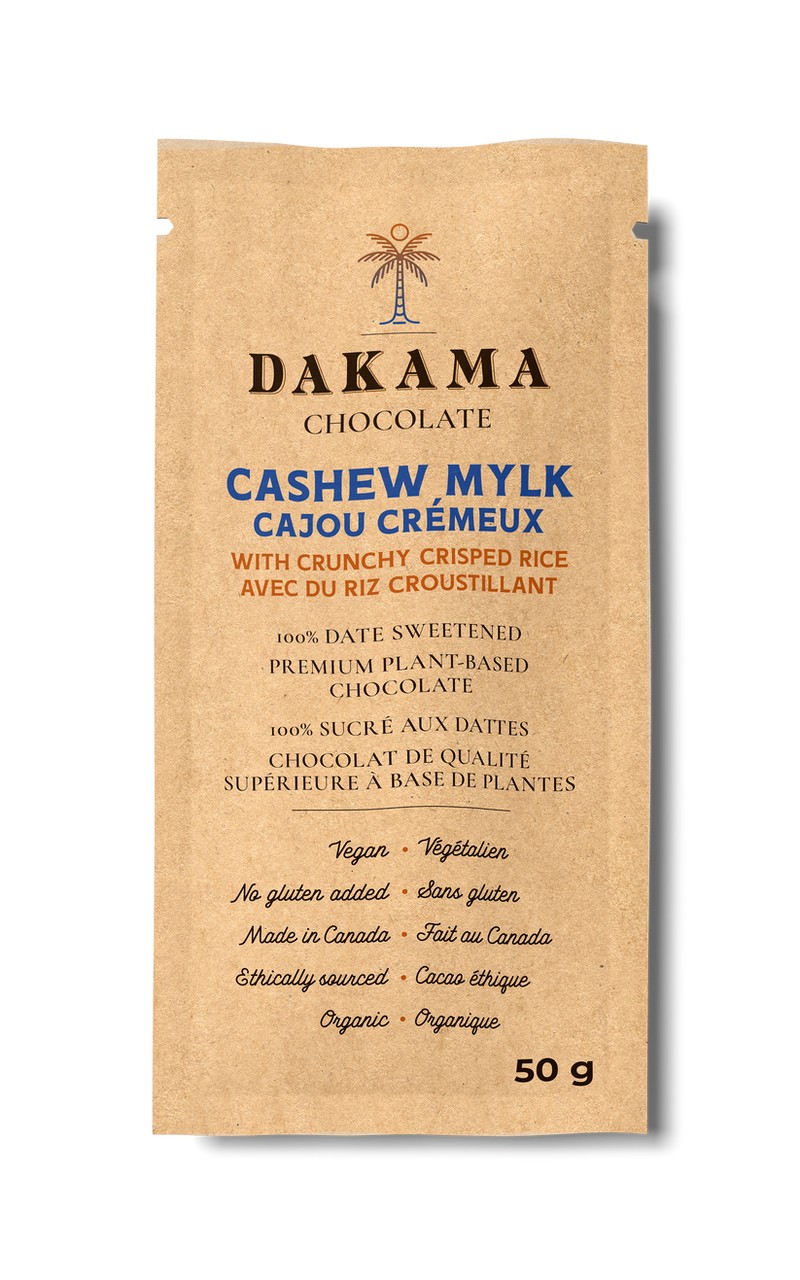 DAKAMA
CHOCOLATE
CASHEW MYLK
CAJOU CRÉMEUX
WITH CRUNCHY CRISPED RICE
AVEC DU RIZ CROUSTILLANT
100% DATE SWEETENED
PREMIUM PLANT-BASED
CHOCOLATE
100% SUCRÉ AUX DATTES
CHOCOLAT DE QUALITÉ
SUPÉRIEURE À BASE DE PLANTES
Vegan • Végétalien
No gluten added • Sans gluten
Made in Canada • Fait au Canada
Ethically sourced • Cacao éthique
Organic • Organique
50 g